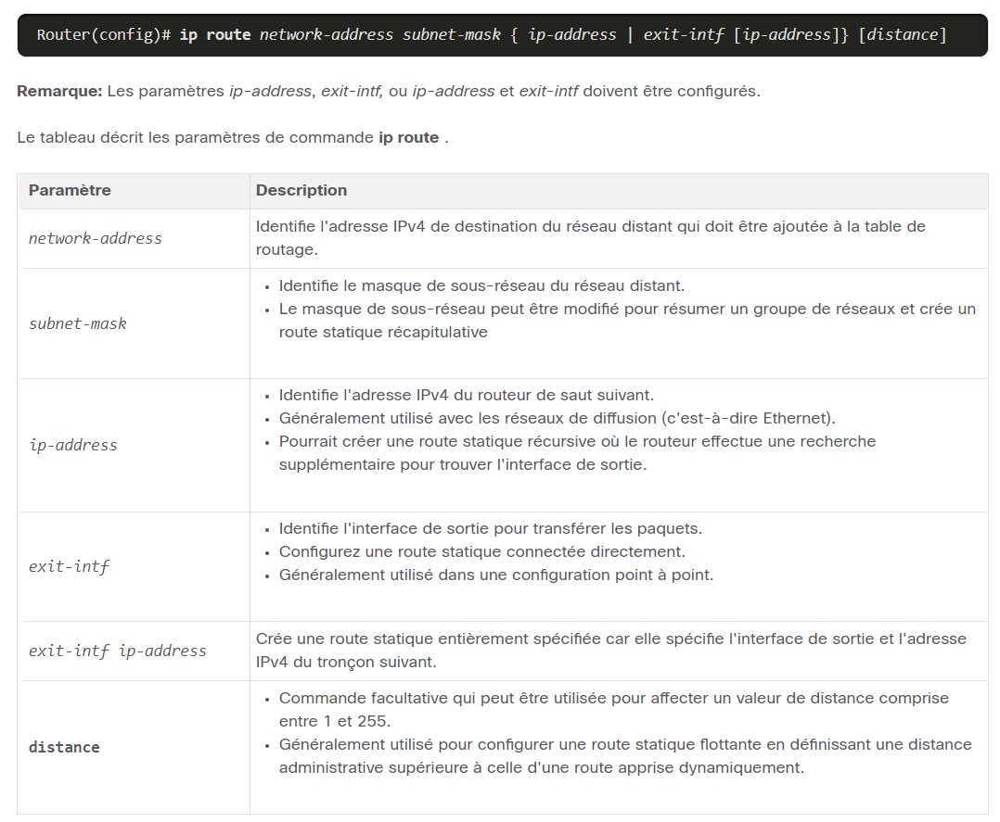 Router(config)# ip route network-address subnet-mask { ip-address | exit-intf [ip-address]} [distance]
Remarque: Les paramètres ip-address, exit-intf, ou ip-address et exit-intf doivent être configurés.
Le tableau décrit les paramètres de commande ip route .
Paramètre
Description
network-address
Identifie l'adresse IPv4 de destination du réseau distant qui doit être ajoutée à la table de
routage.
subnet-mask
• Identifie le masque de sous-réseau du réseau distant.
• Le masque de sous-réseau peut être modifié pour résumer un groupe de réseaux et crée un
route statique récapitulative
ip-address
• Identifie l'adresse IPv4 du routeur de saut suivant.
• Généralement utilisé avec les réseaux de diffusion (c'est-à-dire Ethernet).
• Pourrait créer une route statique récursive où le routeur effectue une recherche
supplémentaire pour trouver l'interface de sortie.
exit-intf
• Identifie l'interface de sortie pour transférer les paquets.
• Configurez une route statique connectée directement.
• Généralement utilisé dans une configuration point à point.
exit-intf ip-address
Crée une route statique entièrement spécifiée car elle spécifie l'interface de sortie et l'adresse
IPv4 du tronçon suivant.
distance
• Commande facultative qui peut être utilisée pour affecter un valeur de distance comprise
entre 1 et 255.
• Généralement utilisé pour configurer une route statique flottante en définissant une distance
administrative supérieure à celle d'une route apprise dynamiquement.